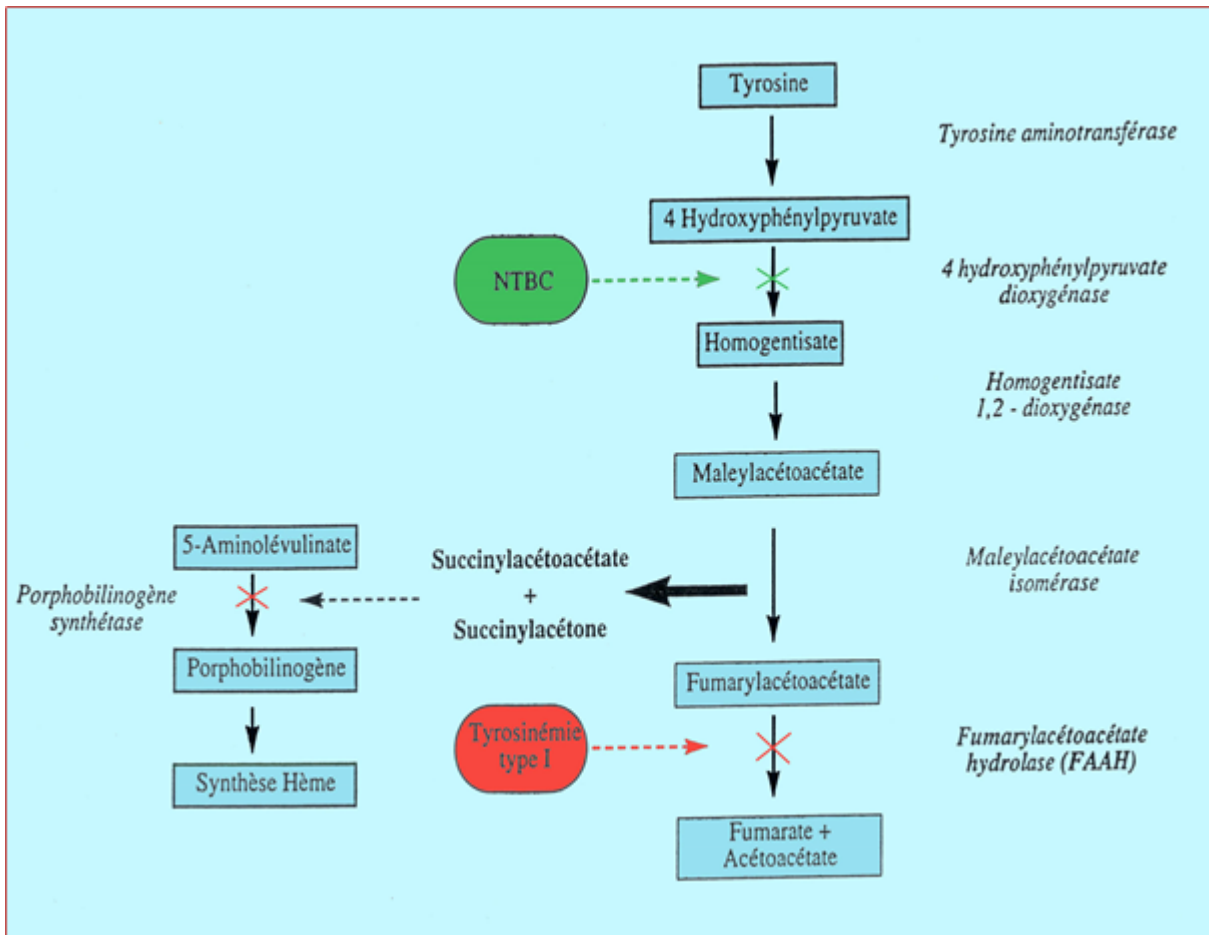 Tyrosine
Tyrosine aminotransférase
4 Hydroxyphénylpyruvate
NTBC
4 hydroxyphénylpyruvate
dioxygénase
Homogentisate
Homogentisate
1,2 - dioxygénase
Maleylacétoacétate
5-Aminolévulinate
Porphobilinogène
synthétase
Succinylacétoacétate
+
Succinylacétone
Maleylacétoacétate
isomérase
Porphobilinogène
Fumarylacétoacétate
Tyrosinémie
type I
Fumarylacétoacétate
hydrolase (FAAH)
Synthèse Hème
Fumarate +
Acétoacétate